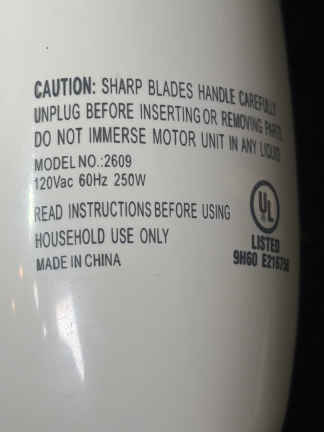 CAUTION: SHARP BLADES HANDLE CAREFULLY
UNPLUG BEFORE INSERTING OR REMOVING PARTS
DO NOT IMMERSE MOTOR UNIT IN ANY LIQUID
MODEL NO.:2609
120Vac 60Hz 250W
READ INSTRUCTIONS BEFORE USING
HOUSEHOLD USE ONLY
MADE IN CHINA
UL
LISTED
9H60